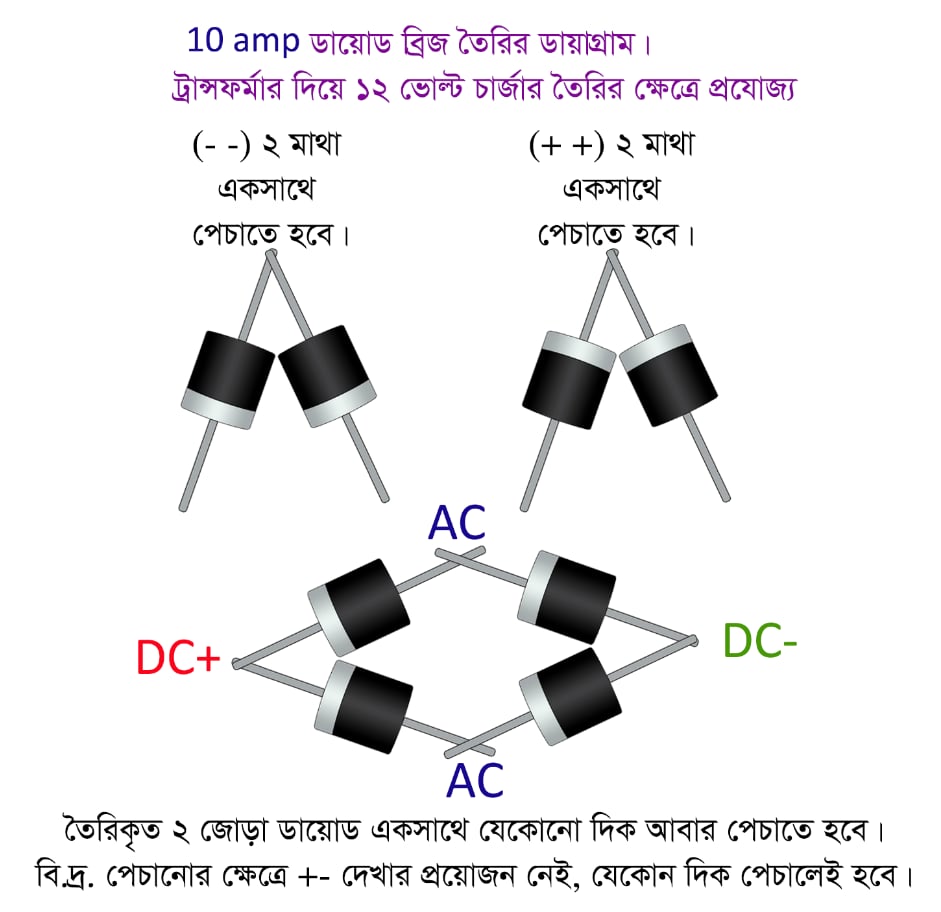 10 amp ডায়োড ব্রিজ তৈরির ডায়াগ্রাম।
ট্রান্সফর্মার দিয়ে ১২ ভোল্ট চার্জার তৈরির ক্ষেত্রে প্রযোজ্য
(- -) ২ মাথা
একসাথে
পেচাতে হবে।
(+ +) ২ মাথা
একসাথে
পেচাতে হবে।
AC
DC+
DC-
AC
তৈরিকৃত ২ জোড়া ডায়োড একসাথে যেকোনো দিক আবার পেচাতে হবে।
বি.দ্র. পেচানোর ক্ষেত্রে +- দেখার প্রয়োজন নেই, যেকোন দিক পেচালেই হবে।